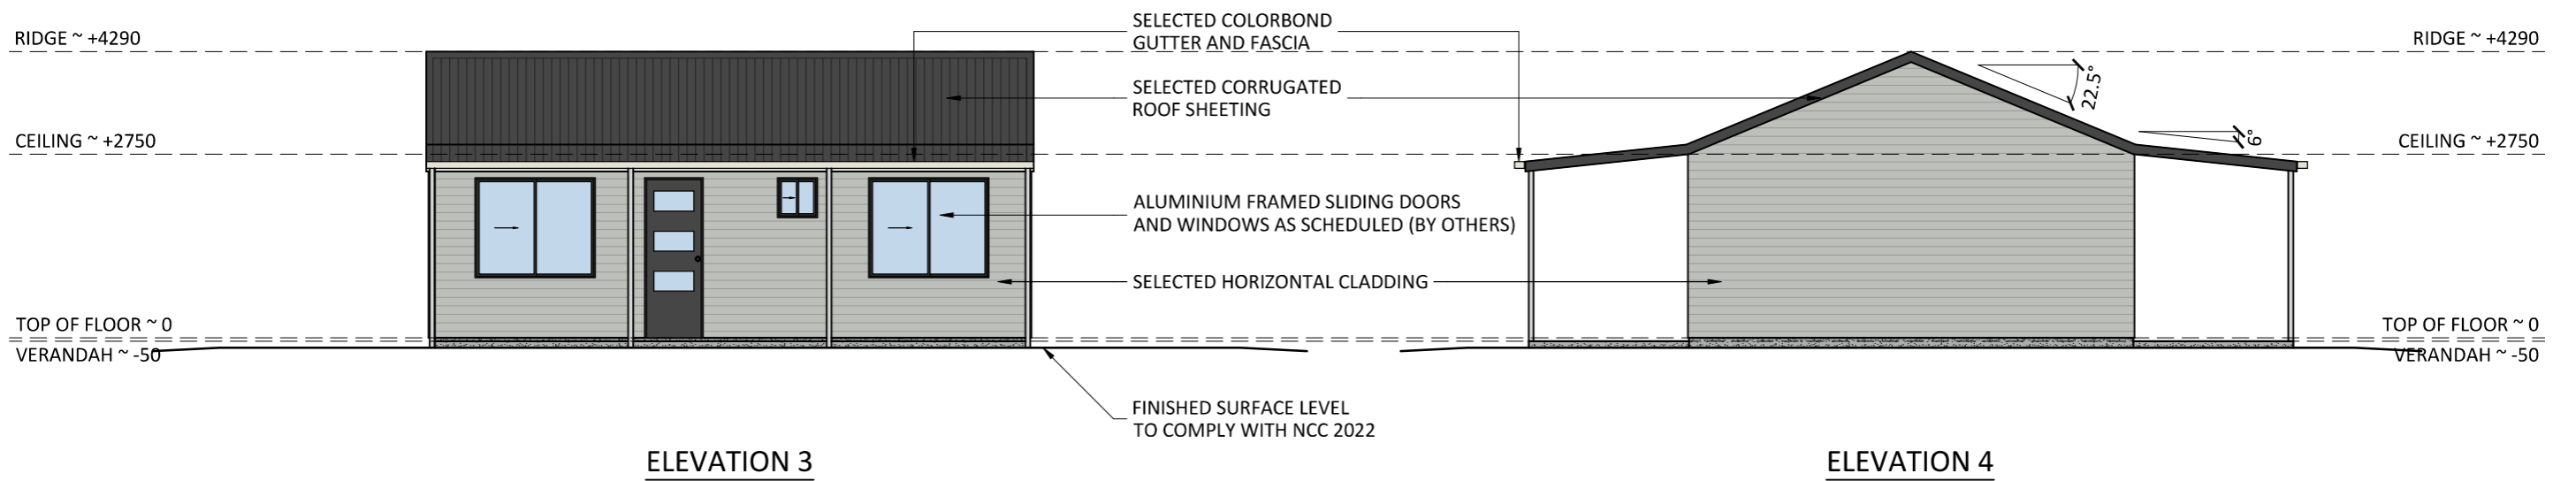 RIDGE ~ +4290
CEILING ~ +2750
TOP OF FLOOR ~ 0
VERANDAH ~ -50
SELECTED COLORBOND
GUTTER AND FASCIA
SELECTED CORRUGATED
ROOF SHEETING
ALUMINIUM FRAMED SLIDING DOORS
AND WINDOWS AS SCHEDULED (BY OTHERS)
SELECTED HORIZONTAL CLADDING
FINISHED SURFACE LEVEL
TO COMPLY WITH NCC 2022
22.5°
6°
RIDGE ~ +4290
CEILING ~ +2750
TOP OF FLOOR ~ 0
VERANDAH ~ -50
ELEVATION 3
ELEVATION 4